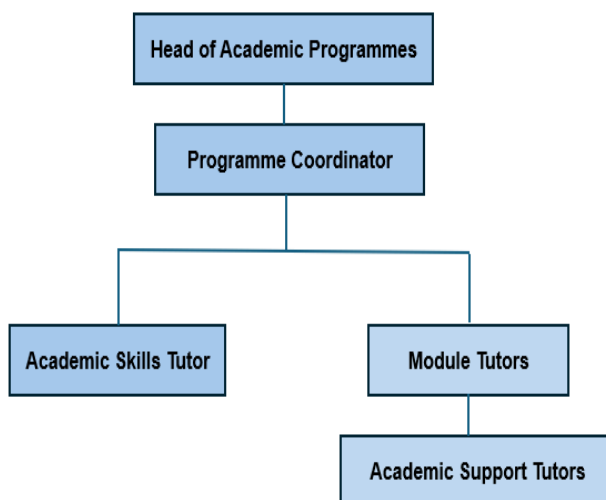 Head of Academic Programmes
Programme Coordinator
Academic Skills Tutor
Module Tutors
Academic Support Tutors